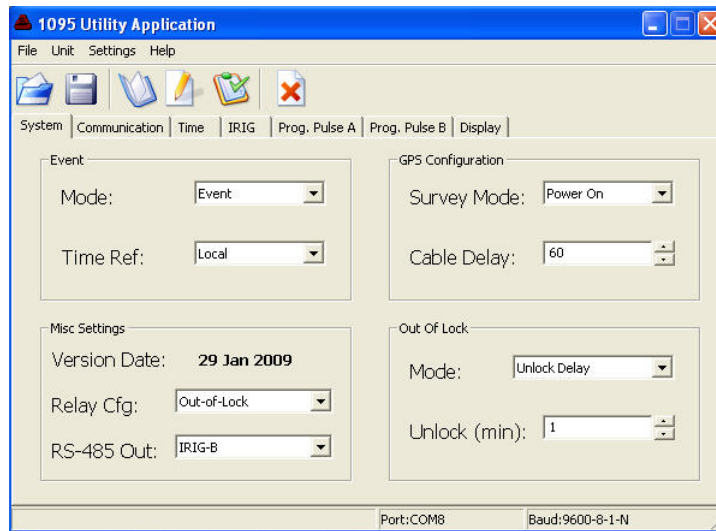 1095 Utility Application
File Unit Settings Help
System Communication Time IRIG Prog. Pulse A Prog. Pulse B Display
Event
Mode: Event
Time Ref: Local
GPS Configuration
Survey Mode: Power On
Cable Delay: 60
Misc Settings
Version Date: 29 Jan 2009
Relay Cfg: Out-of-Lock
RS-485 Out: IRIG-B
Out Of Lock
Mode: Unlock Delay
Unlock (min): 1
Port:COM8 Baud:9600-8-1-N